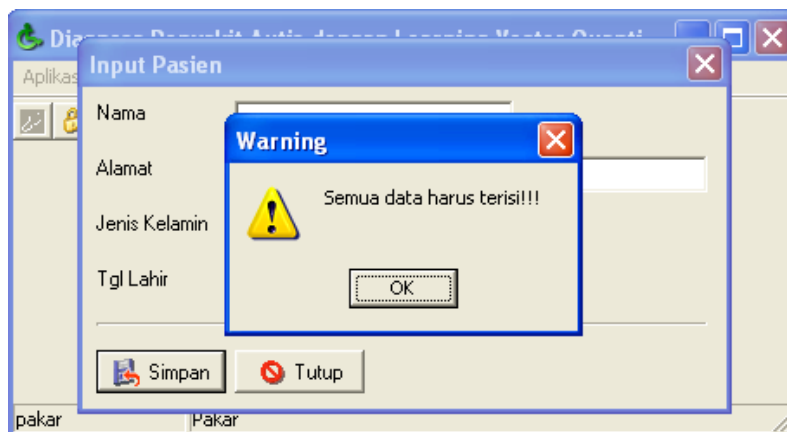 Input Pasien
Aplikas
Nama
Warning
Alamat
Semua data harus terisi!!!
Jenis Kelamin
Tgl Lahir
OK
Simpan
Tutup
pakar
Pakar